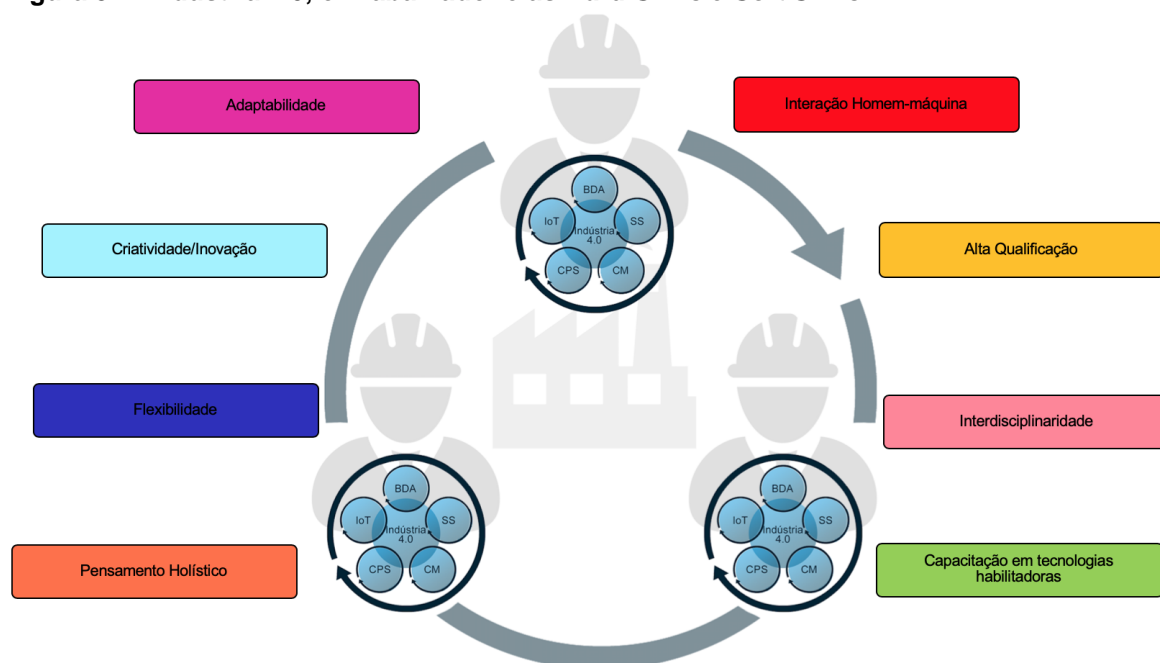 Adaptabilidade
Interação Homem-máquina
BDA
IoT
SS
Indústria
4.0
CPS
CM
Criatividade/Inovação
Alta Qualificação
Flexibilidade
Interdisciplinaridade
BDA
IoT
SS
Indústria
4.0
CPS
CM
BDA
IoT
SS
Indústria
4.0
CPS
CM
Pensamento Holístico
Capacitação em tecnologias
habilitadoras